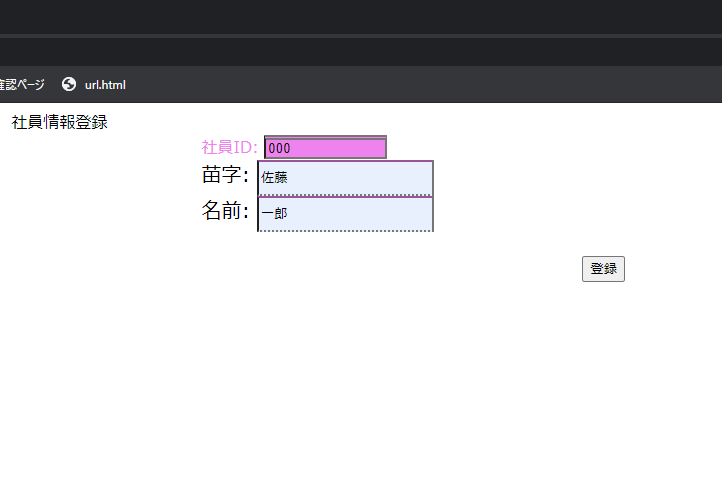 確認ページ url.html
社員情報登録
社員ID: 000
苗字: 佐藤
名前: 一郎
登録